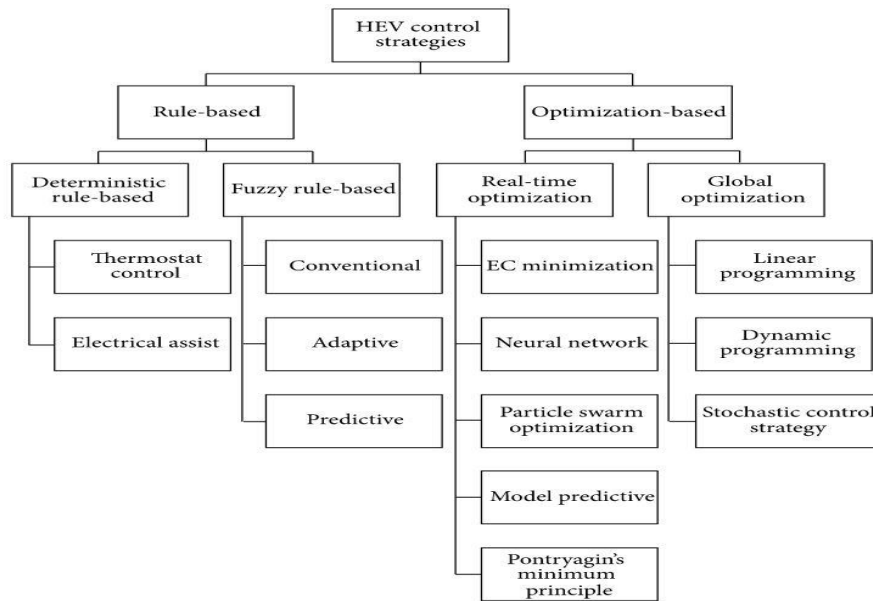 HEV control
strategies
Rule-based
Optimization-based
Deterministic
rule-based
Fuzzy rule-based
Real-time
optimization
Global
optimization
Thermostat
control
Conventional
EC minimization
Linear
programming
Electrical assist
Adaptive
Neural network
Dynamic
programming
Predictive
Particle swarm
optimization
Stochastic control
strategy
Model predictive
Pontryagin's
minimum
principle